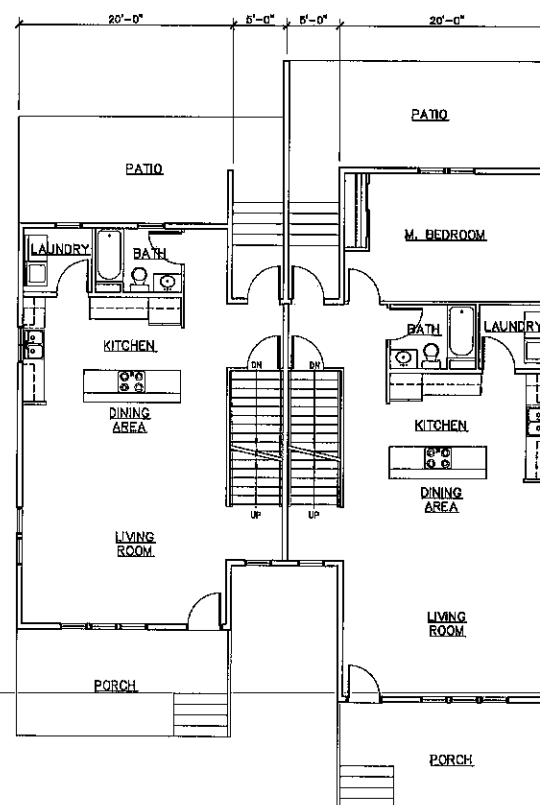 20'-0" 5'-0" 5'-0" 20'-0"
PATIO
PATIO
M. BEDROOM
LAUNDRY
BATH
BATH
LAUNDRY
KITCHEN
DN
DN
DINING
AREA
KITCHEN
DINING
AREA
UP
UP
LIVING
ROOM
LIVING
ROOM
PORCH
PORCH